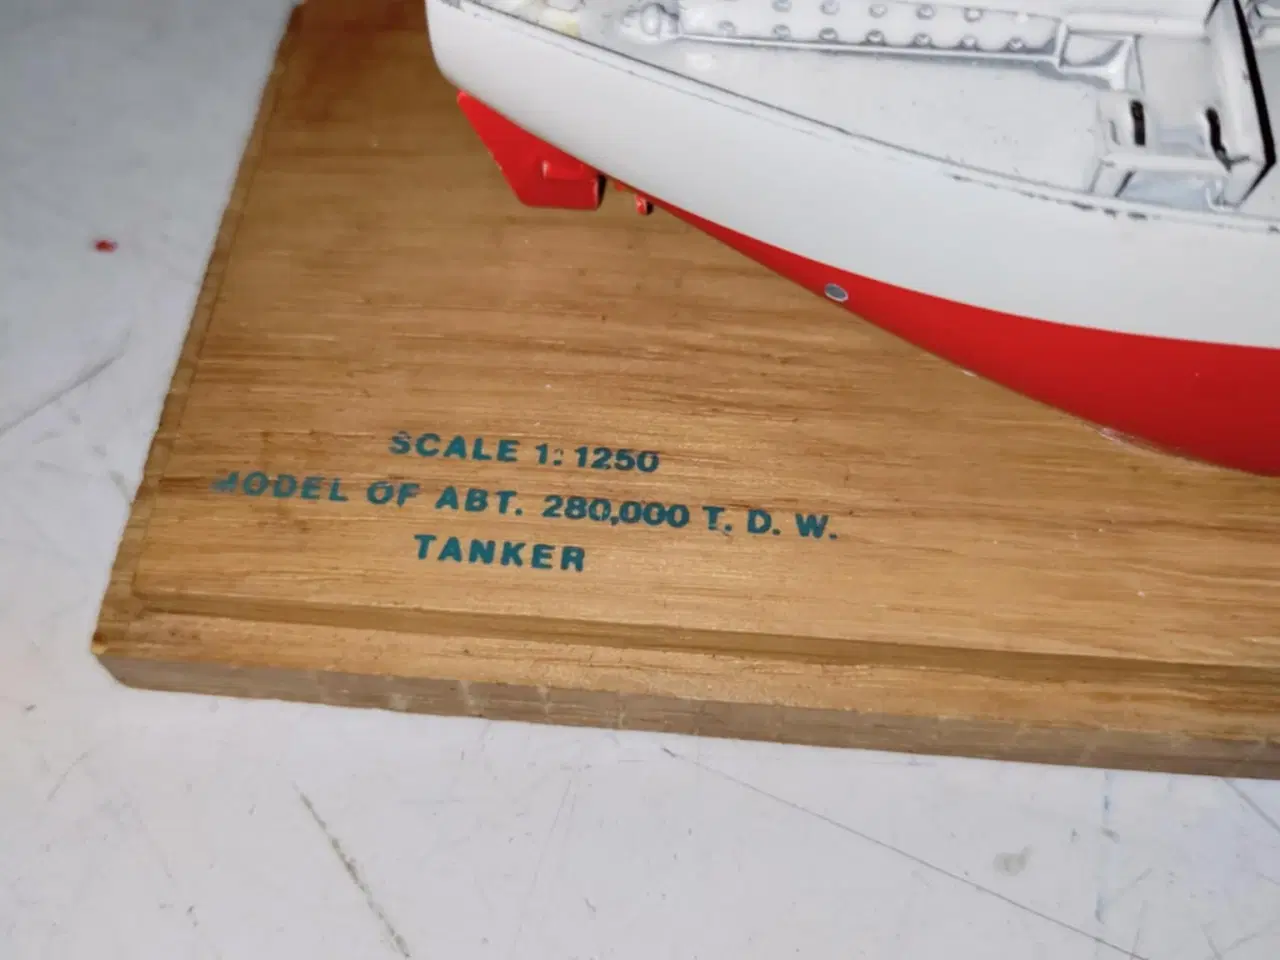 SCALE 1:1250
MODEL OF ABT. 280,000 T. D. W.
TANKER